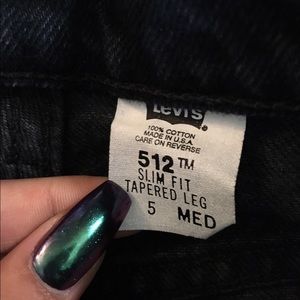 Levi's
100% COTTON
MADE IN U.S.A.
CARE ON REVERSE
512™
SLIM FIT
TAPERED LEG
5 MED